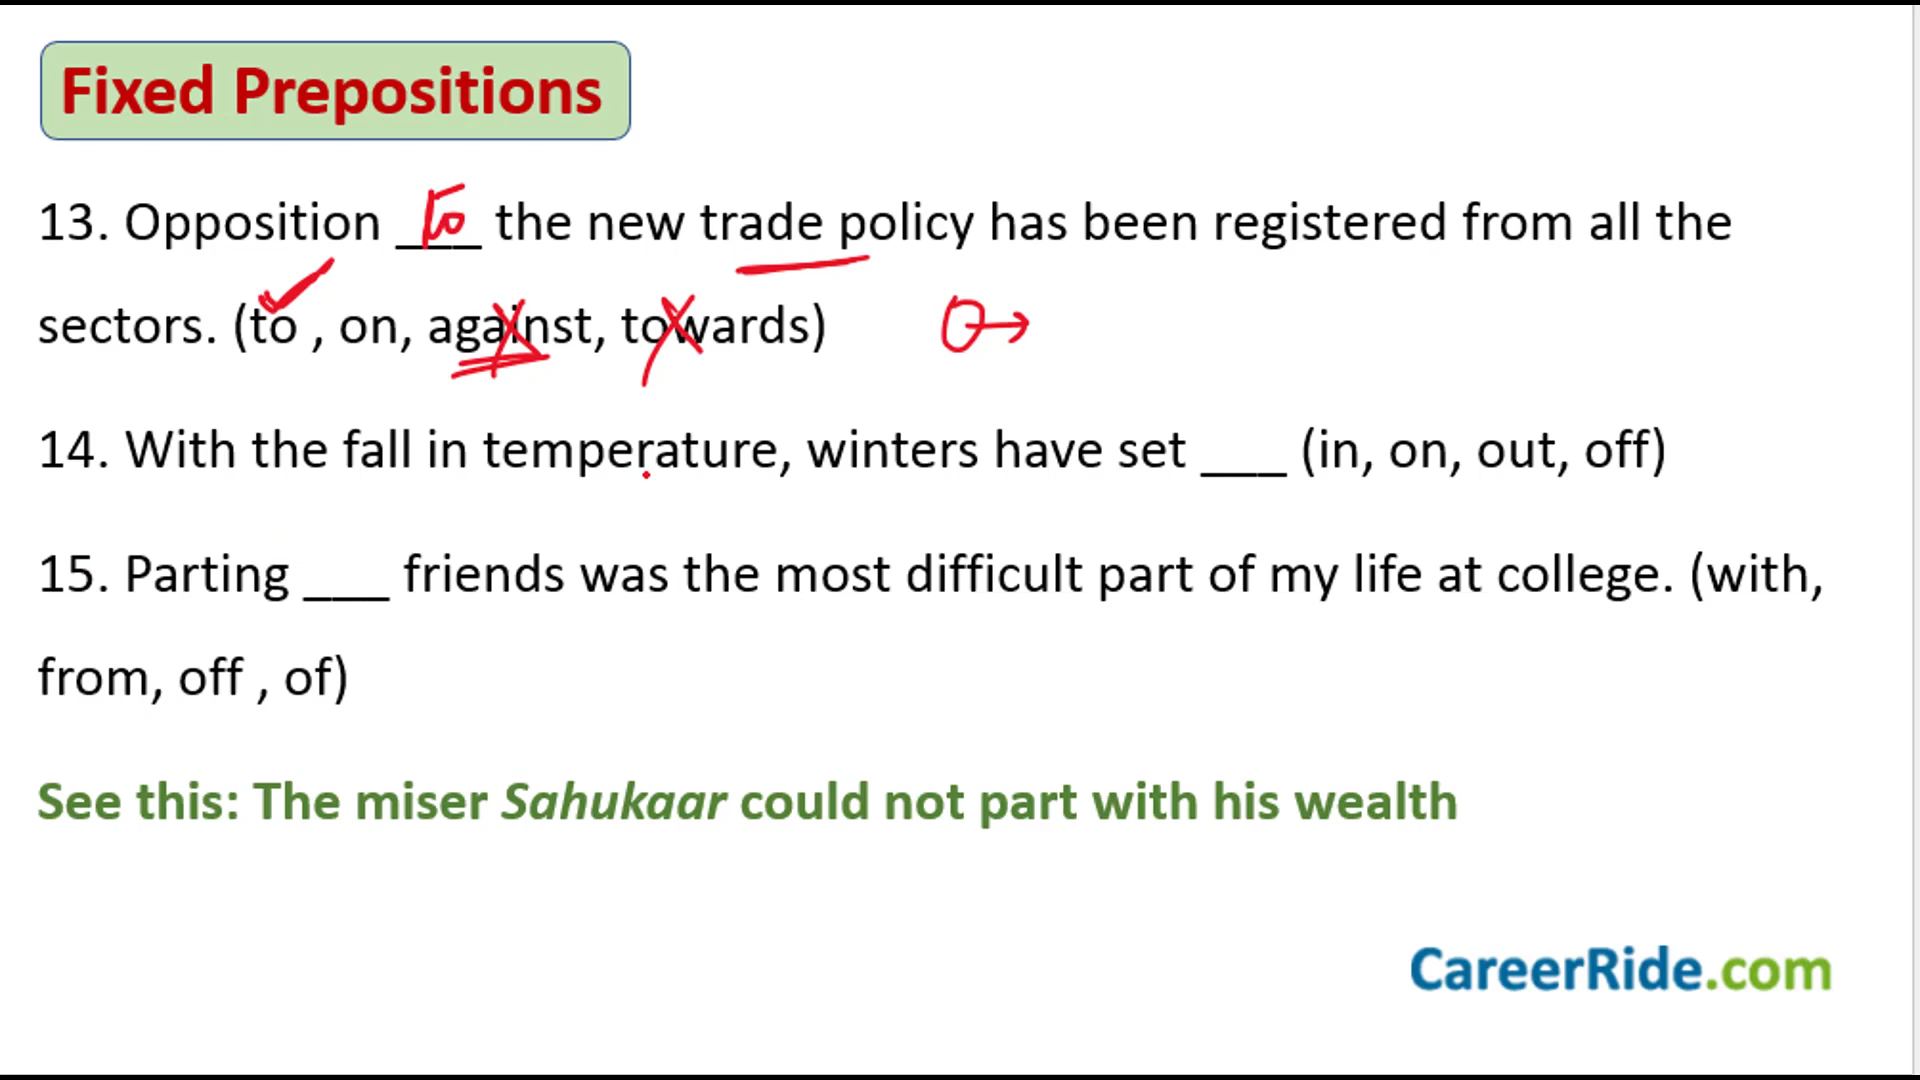 Fixed Prepositions
13. Opposition to the new trade policy has been registered from all the
sectors. (to , on, against, towards)
14. With the fall in temperature, winters have set ___ (in, on, out, off)
15. Parting ___ friends was the most difficult part of my life at college. (with,
from, off , of)
See this: The miser Sahukaar could not part with his wealth
CareerRide.com